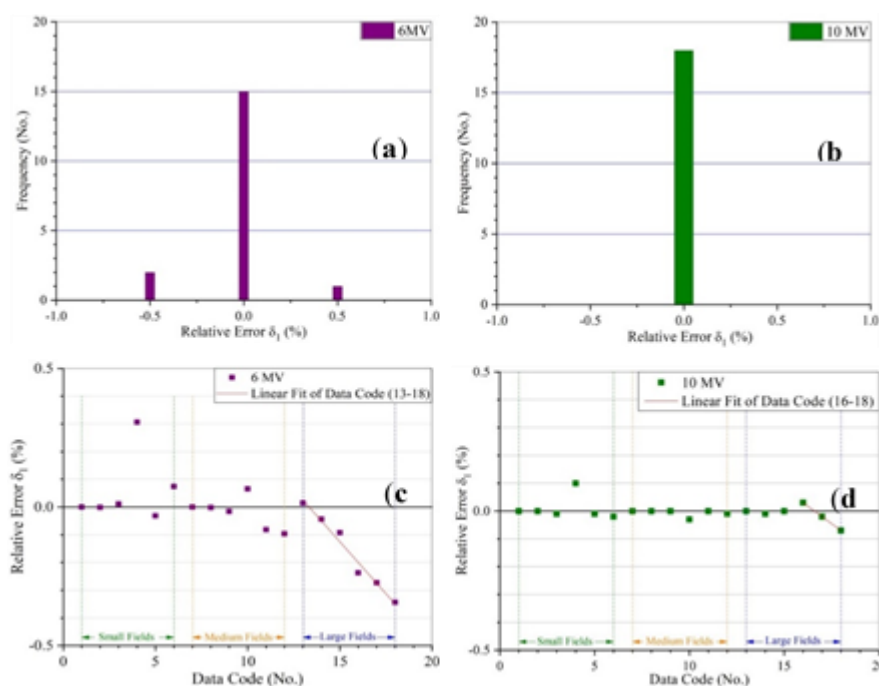 6MV
(a)
Frequency (No.)
20
15
10
5
0
-1.0 -0.5 0.0 0.5 1.0
Relative Error δ1 (%)
10 MV
(b
Frequency (No.)
20
15
10
5
0
-1.0 -0.5 0.0 0.5 1.0
Relative Error δ1 (%)
6 MV
Linear Fit of Data Code (13-18)
(c
Relative Error δ1 (%)
0.5
0.0
-0.5
Small Fields Medium Fields Large Fields
0 5 10 15 20
Data Code (No.)
10 MV
Linear Fit of Data Code (16-18)
(d
Relative Error δ1 (%)
0.5
0.0
-0.5
Small Fields Medium Fields Large Fields
0 5 10 15 20
Data Code (No.)